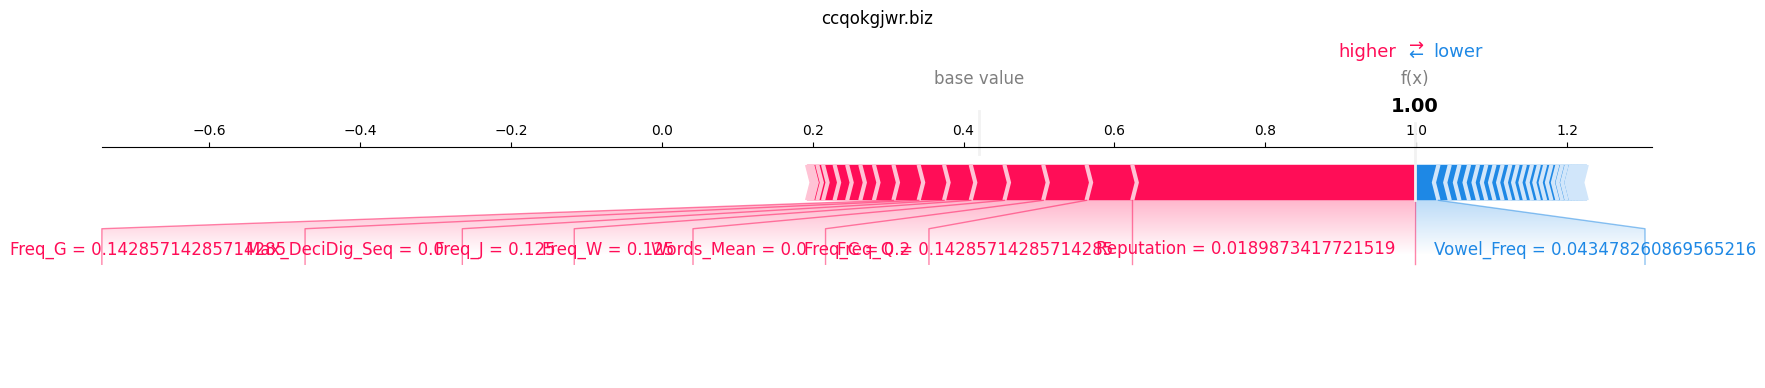 ccqokgjwr.biz
higher ⇄ lower
base value f(x)
1.00
−0.6 −0.4 −0.2 0.0 0.2 0.4 0.6 0.8 1.0 1.2
Freq_G = 0.14285714285714285 Max_DeciDig_Seq = 0.0 Freq_J = 0.125 Freq_W = 0.125 Words_Mean = 0.0 Freq_C = 0.2 Freq_Q = 0.14285714285714285 Reputation = 0.0189873417721519 Vowel_Freq = 0.043478260869565216